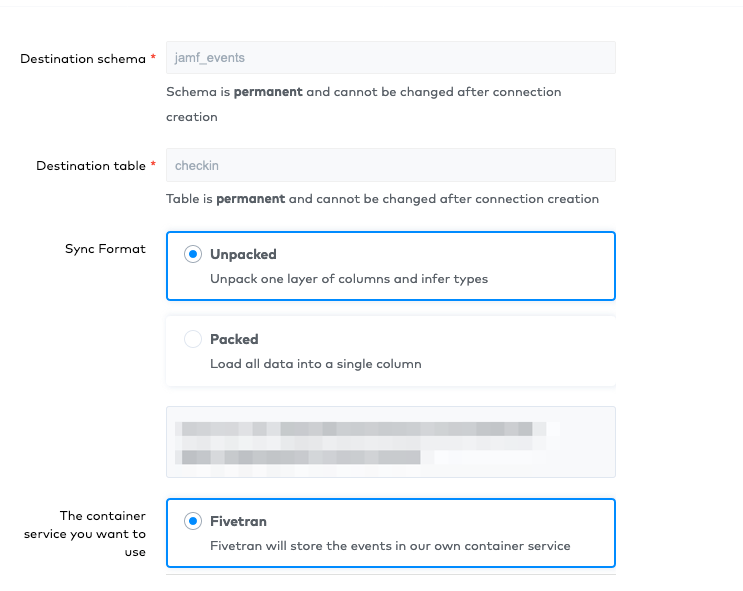 Destination schema *
jamf_events
Schema is permanent and cannot be changed after connection
creation
Destination table *
checkin
Table is permanent and cannot be changed after connection creation
Sync Format
Unpacked
Unpack one layer of columns and infer types
Packed
Load all data into a single column
The container
service you want to
use
Fivetran
Fivetran will store the events in our own container service